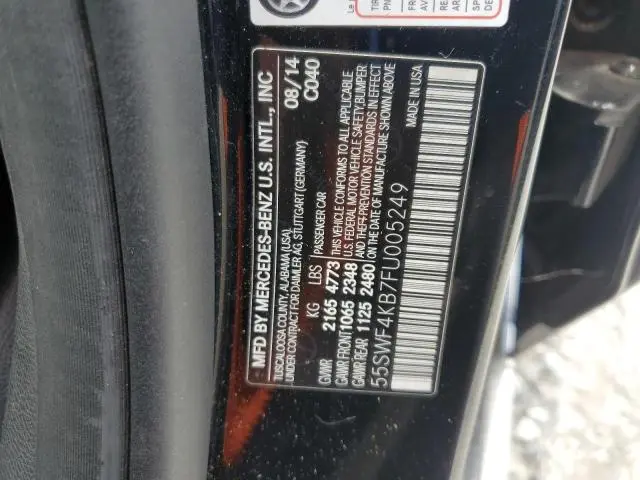 MFD BY MERCEDES-BENZ U.S. INTL., INC
TUSCALOOSA COUNTY, ALABAMA (USA)
UNDER CONTRACT FOR DAIMLER AG, STUTTGART (GERMANY)
08/14
C040
KG LBS PASSENGER CAR
GVWR 2165 4773
GAWR FRONT 1065 2348
GAWR REAR 1125 2480
THIS VEHICLE CONFORMS TO ALL APPLICABLE
U.S. FEDERAL MOTOR VEHICLE SAFETY, BUMPER
AND THEFT-PREVENTION STANDARDS IN EFFECT
ON THE DATE OF MANUFACTURE SHOWN ABOVE
MADE IN USA
55SWF4KB7FU005249